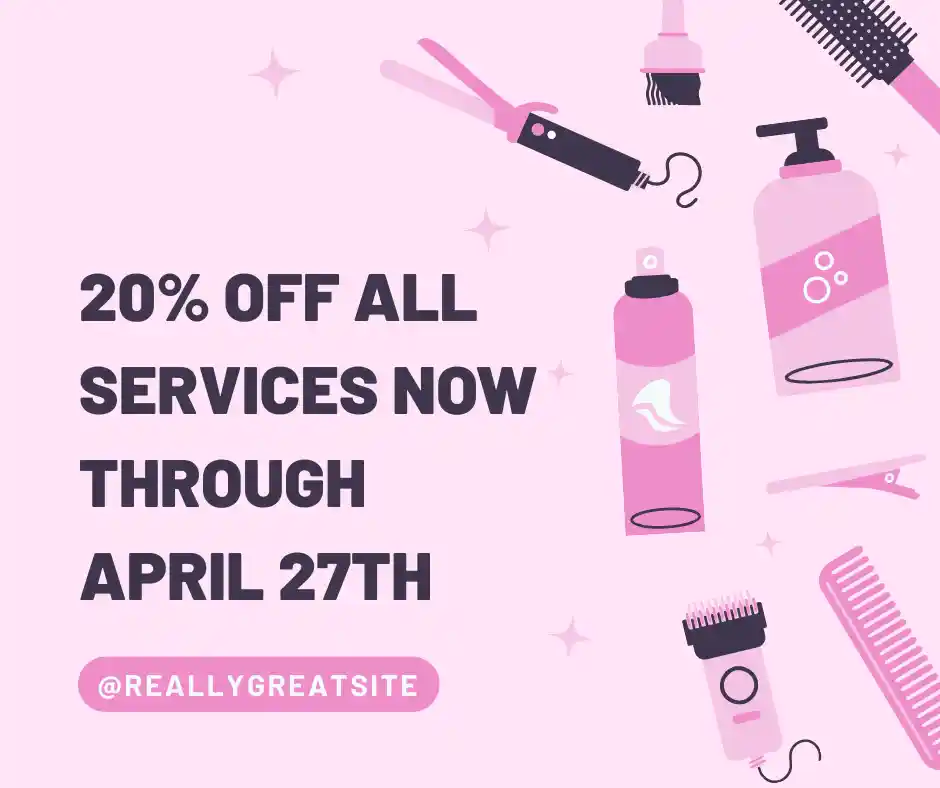 20% OFF ALL
SERVICES NOW
THROUGH
APRIL 27TH
@REALLYGREATSITE